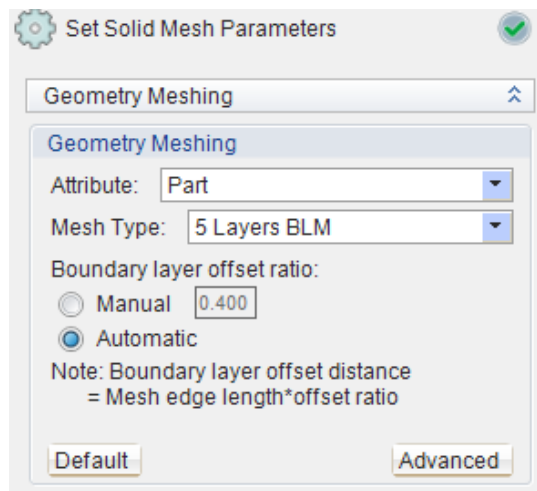 Set Solid Mesh Parameters
Geometry Meshing
Geometry Meshing
Attribute: Part
Mesh Type: 5 Layers BLM
Boundary layer offset ratio:
Manual 0.400
Automatic
Note: Boundary layer offset distance
= Mesh edge length*offset ratio
Default Advanced